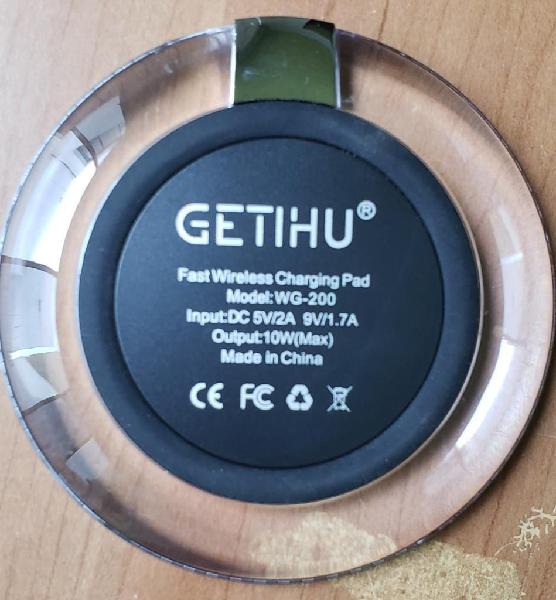 GETIHU®
Fast Wireless Charging Pad
Model:WG-200
Input:DC 5V/2A 9V/1.7A
Output:10W(Max)
Made in China
CE FC